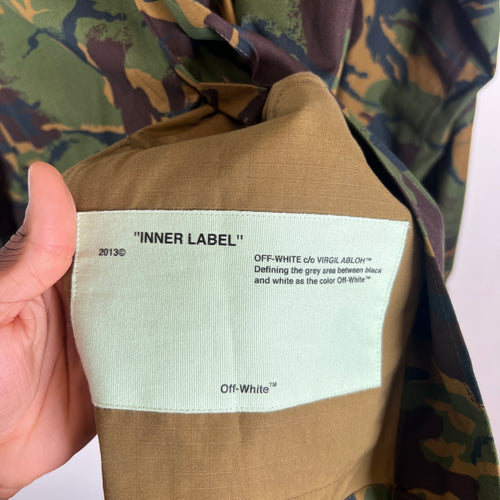 "INNER LABEL"
2013©
OFF-WHITE c/o VIRGIL ABLOH™
Defining the grey area between black
and white as the color Off-White.
Off-White™